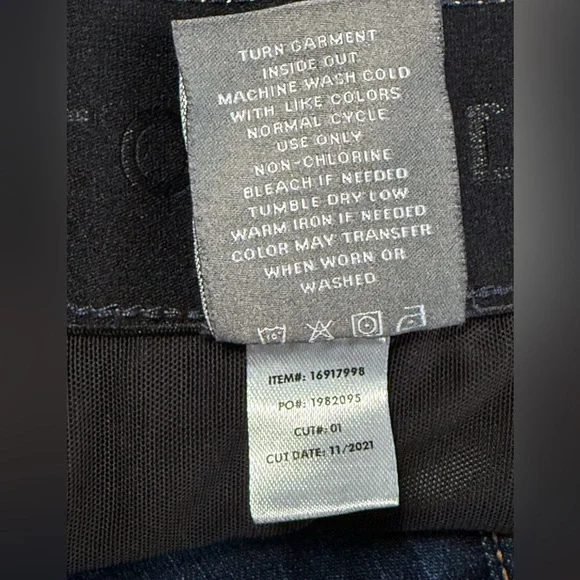 TURN GARMENT
INSIDE OUT
MACHINE WASH COLD
WITH LIKE COLORS
NORMAL CYCLE
USE ONLY
NON-CHLORINE
BLEACH IF NEEDED
TUMBLE DRY LOW
WARM IRON IF NEEDED
COLOR MAY TRANSFER
WHEN WORN OR
WASHED
ITEM#: 16917998
PO#: 1982095
CUT#: 01
CUT DATE: 11/2021